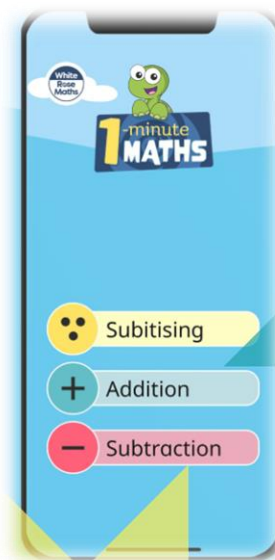 White
Rose
Maths
1-minute
MATHS
Subitising
Addition
Subtraction